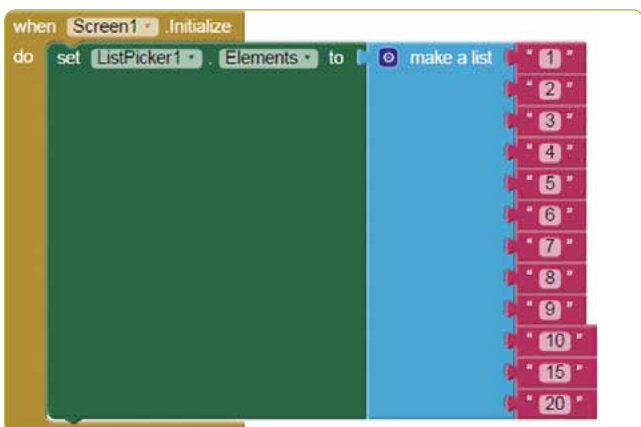 when Screen1 .Initialize
do set ListPicker1 . Elements to make a list " 1 "
" 2 "
" 3 "
" 4 "
" 5 "
" 6 "
" 7 "
" 8 "
" 9 "
" 10 "
" 15 "
" 20 "